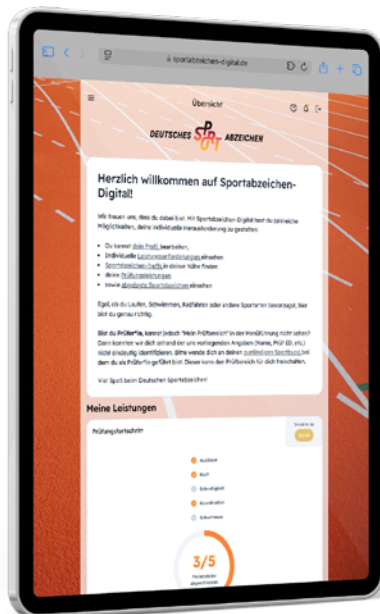 sportabzeichen-digital.de
Übersicht
DEUTSCHES SPORT ABZEICHEN
Herzlich willkommen auf Sportabzeichen-
Digital!
Wir freuen uns, dass du dabei bist. Mit Sportabzeichen-Digital hast du zahlreiche
Möglichkeiten, deine individuelle Herausforderung zu gestalten:
Du kannst dein Profil bearbeiten,
Individuelle Leistungsanforderungen einsehen
Sportabzeichen-Treffs in deiner Nähe finden
deine Prüfungsleistungen
sowie abgelegte Sportabzeichen einsehen
Egal, ob du Laufen, Schwimmen, Radfahren oder andere Sportarten bevorzugst, hier
bist du genau richtig.
Bist du Prüfer*in, kannst jedoch "Mein Prüfbereich" in der Menüführung nicht sehen?
Dann konnten wir dich anhand der uns vorliegenden Angaben (Name, Prüf-ID, etc.)
nicht eindeutig identifizieren. Bitte wende dich an deinen zuständigen Sportbund bei
dem du als Prüfer*in geführt bist. Dieser kann den Prüfbereich für dich freischalten.
Viel Spaß beim Deutschen Sportabzeichen!
Meine Leistungen
Prüfungsfortschritt
Ausdauer
Kraft
Schnelligkeit
Koordination
Schwimmen
3/5